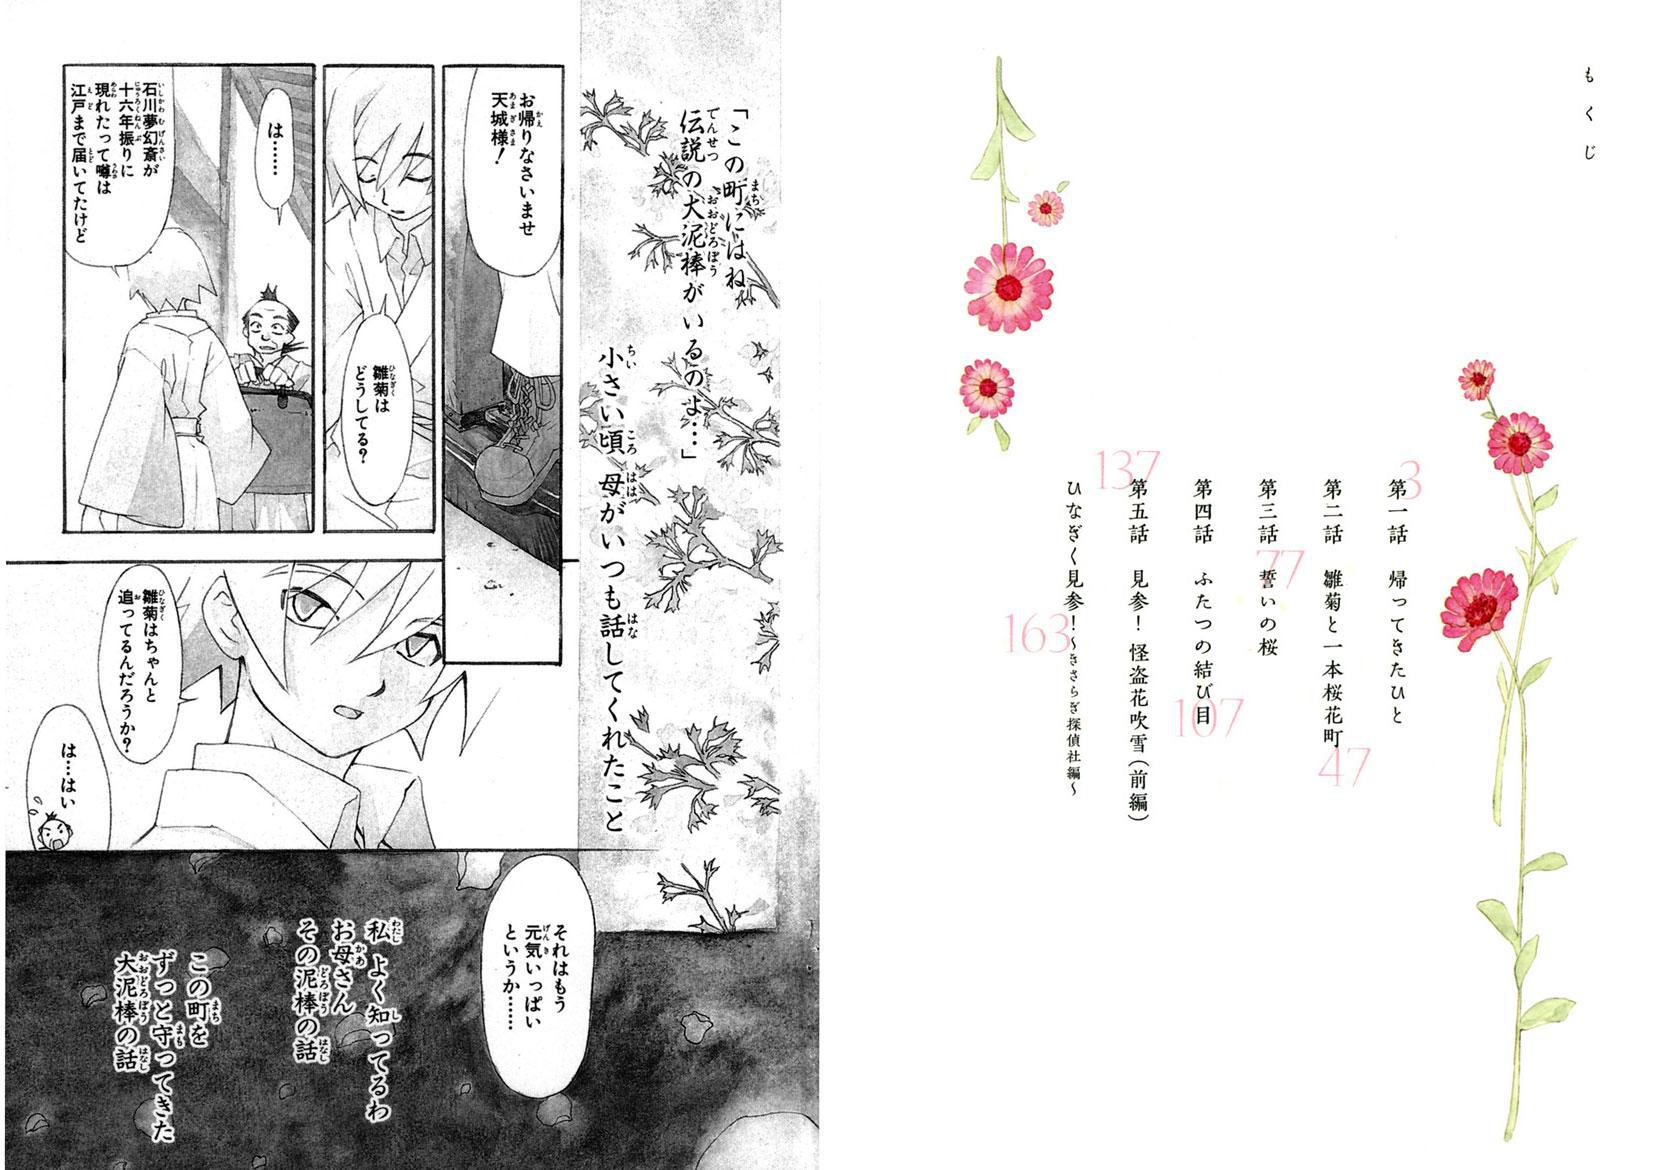 もくじ
3
第一話　帰ってきたひと
第二話　雛菊と一本桜花町
47
第三話　誓いの桜
77
第四話　ふたつの結び目
107
第五話　見参！怪盗花吹雪（前編）
137
ひなぎく見参！～きさらぎ探偵社編～
163
「この町にはね
伝説の大泥棒がいるのよ…」
小さい頃　母がいつも話してくれたこと
お帰りなさいませ
天城様！
雛菊は
どうしてる？
は……
石川夢幻斎が
十六年振りに
現れたって噂は
江戸まで届いてたけど
雛菊はちゃんと
追ってるんだろうか？
は…はい
それはもう
元気いっぱい
というか……
私　よく知ってるわ
お母さん
その泥棒の話
この町を
ずっと守ってきた
大泥棒の話